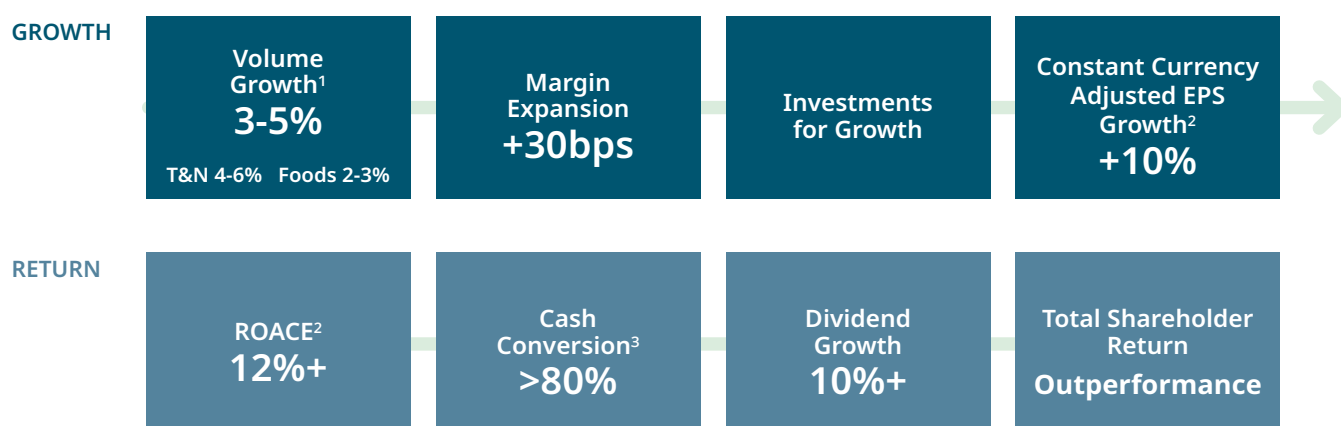 GROWTH
Volume
Growth¹
3-5%
T&N 4-6% Foods 2-3%
Margin
Expansion
+30bps
Investments
for Growth
Constant Currency
Adjusted EPS
Growth²
+10%
RETURN
ROACE²
12%+
Cash
Conversion³
>80%
Dividend
Growth
10%+
Total Shareholder
Return
Outperformance